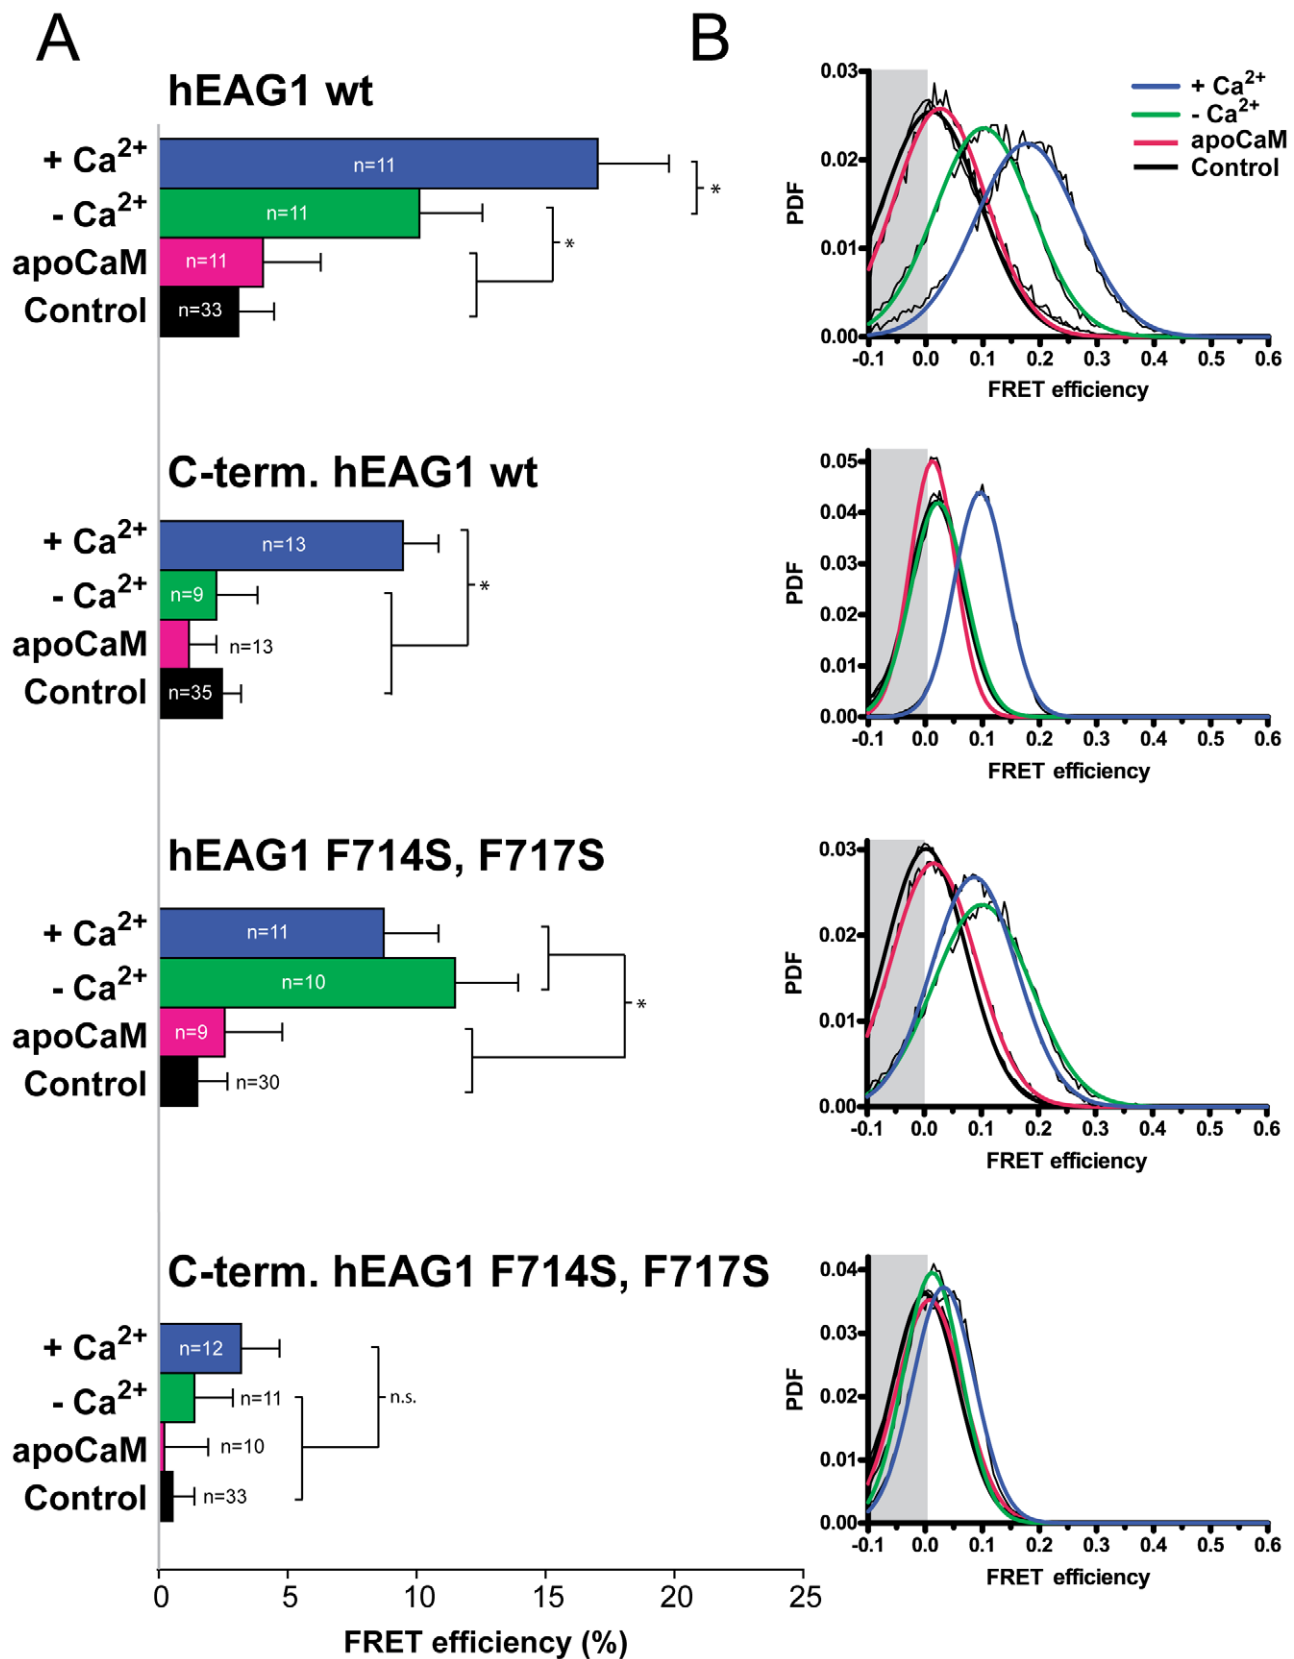 A
B
hEAG1 wt
+ Ca2+
n=11
- Ca2+
n=11
apoCaM
n=11
Control
n=33
*
*
0.03
0.02
0.01
0.00
PDF
-0.1 0.0 0.1 0.2 0.3 0.4 0.5 0.6
FRET efficiency
+ Ca2+
- Ca2+
apoCaM
Control
C-term. hEAG1 wt
+ Ca2+
n=13
- Ca2+
n=9
apoCaM
n=13
Control
n=35
*
0.05
0.04
0.03
0.02
0.01
0.00
PDF
-0.1 0.0 0.1 0.2 0.3 0.4 0.5 0.6
FRET efficiency
hEAG1 F714S, F717S
+ Ca2+
n=11
- Ca2+
n=10
apoCaM
n=9
Control
n=30
*
0.03
0.02
0.01
0.00
PDF
-0.1 0.0 0.1 0.2 0.3 0.4 0.5 0.6
FRET efficiency
C-term. hEAG1 F714S, F717S
+ Ca2+
n=12
- Ca2+
n=11
apoCaM
n=10
Control
n=33
n.s.
0.04
0.03
0.02
0.01
0.00
PDF
-0.1 0.0 0.1 0.2 0.3 0.4 0.5 0.6
FRET efficiency
0 5 10 15 20 25
FRET efficiency (%)